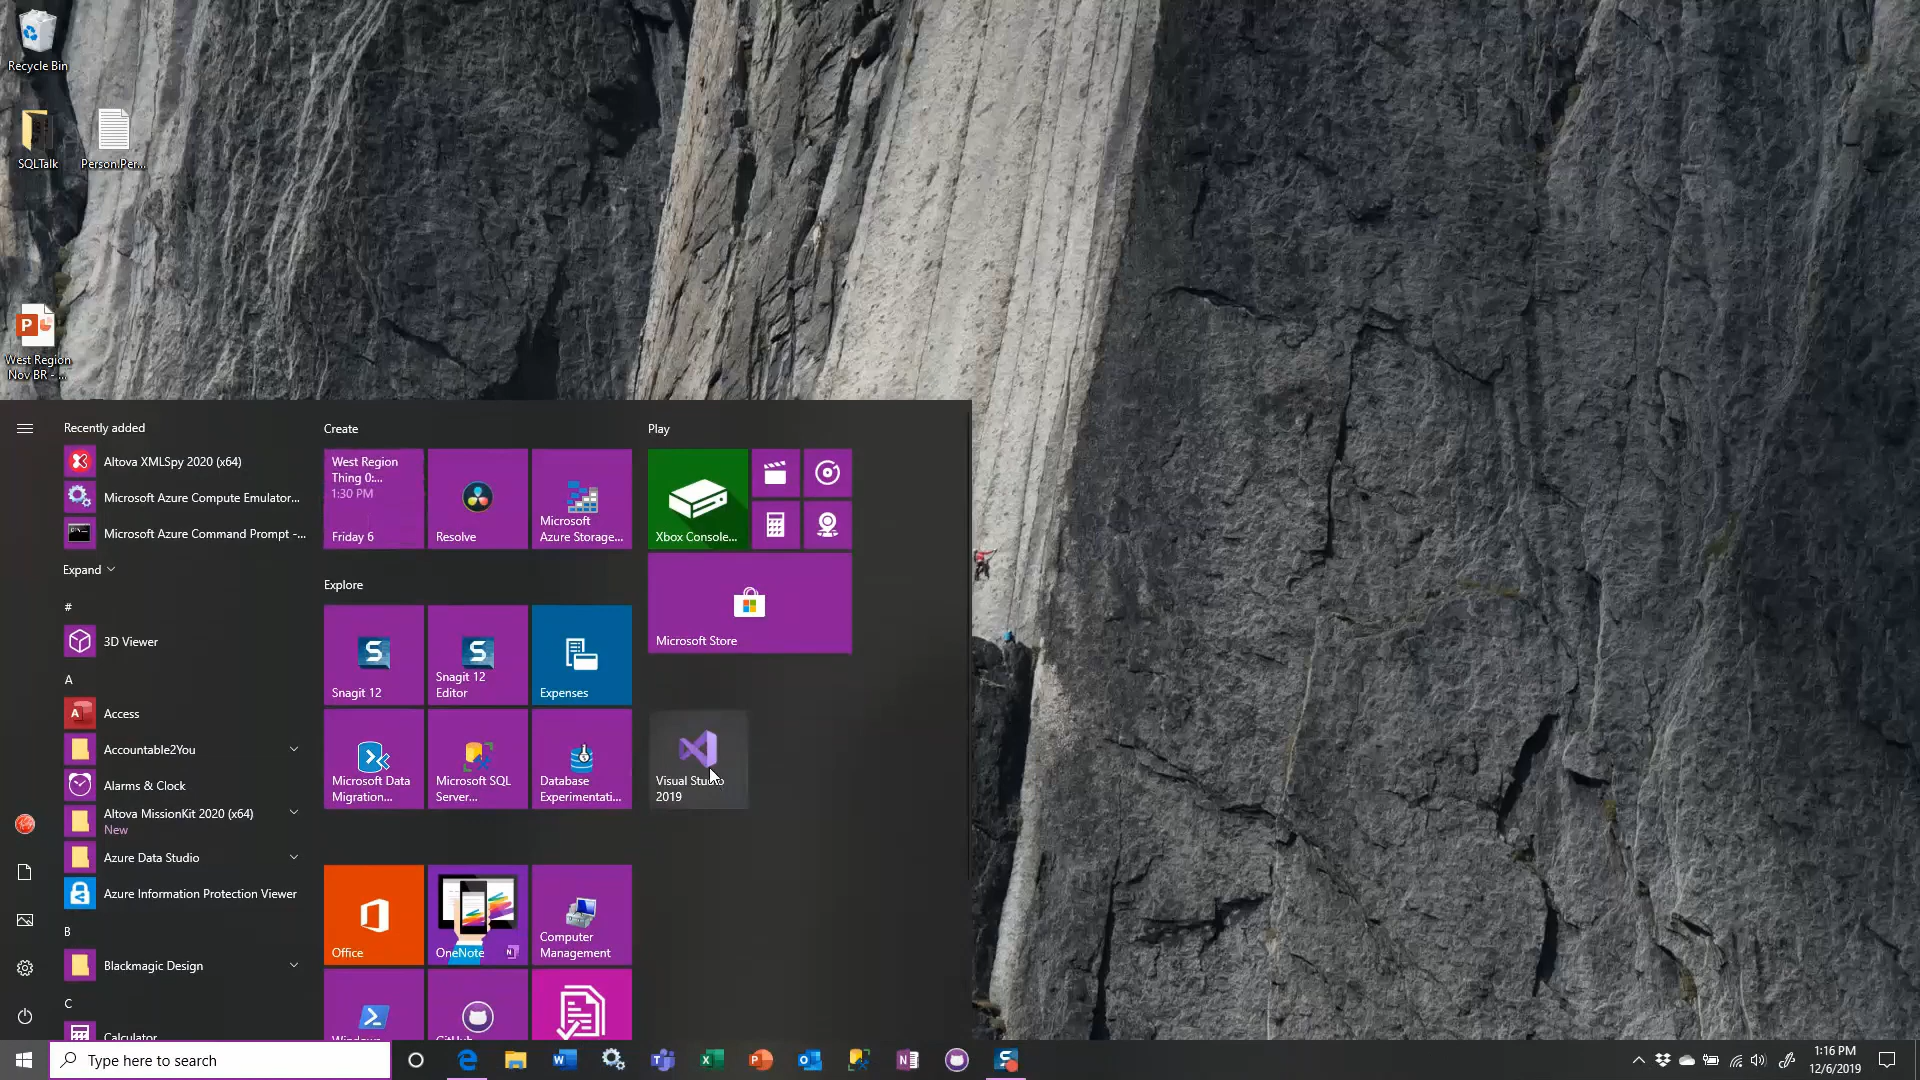 Recycle Bin
SQLTalk
Person.Per...
West Region
Nov BR - ...
Recently added
Altova XMLSpy 2020 (x64)
Microsoft Azure Compute Emulator...
Microsoft Azure Command Prompt -...
Expand
#
3D Viewer
A
Access
Accountable2You
Alarms & Clock
Altova MissionKit 2020 (x64)
New
Azure Data Studio
Azure Information Protection Viewer
B
Blackmagic Design
C
Calculator
Create
West Region
Thing 0:...
1:30 PM
Friday 6
Resolve
Microsoft
Azure Storage...
Explore
Snagit 12
Snagit 12
Editor
Expenses
Microsoft Data
Migration...
Microsoft SQL
Server...
Database
Experimentati...
Office
OneNote
Computer
Management
Windows
GitHub
Play
Xbox Console...
Microsoft Store
Visual Studio
2019
Type here to search
1:16 PM
12/6/2019